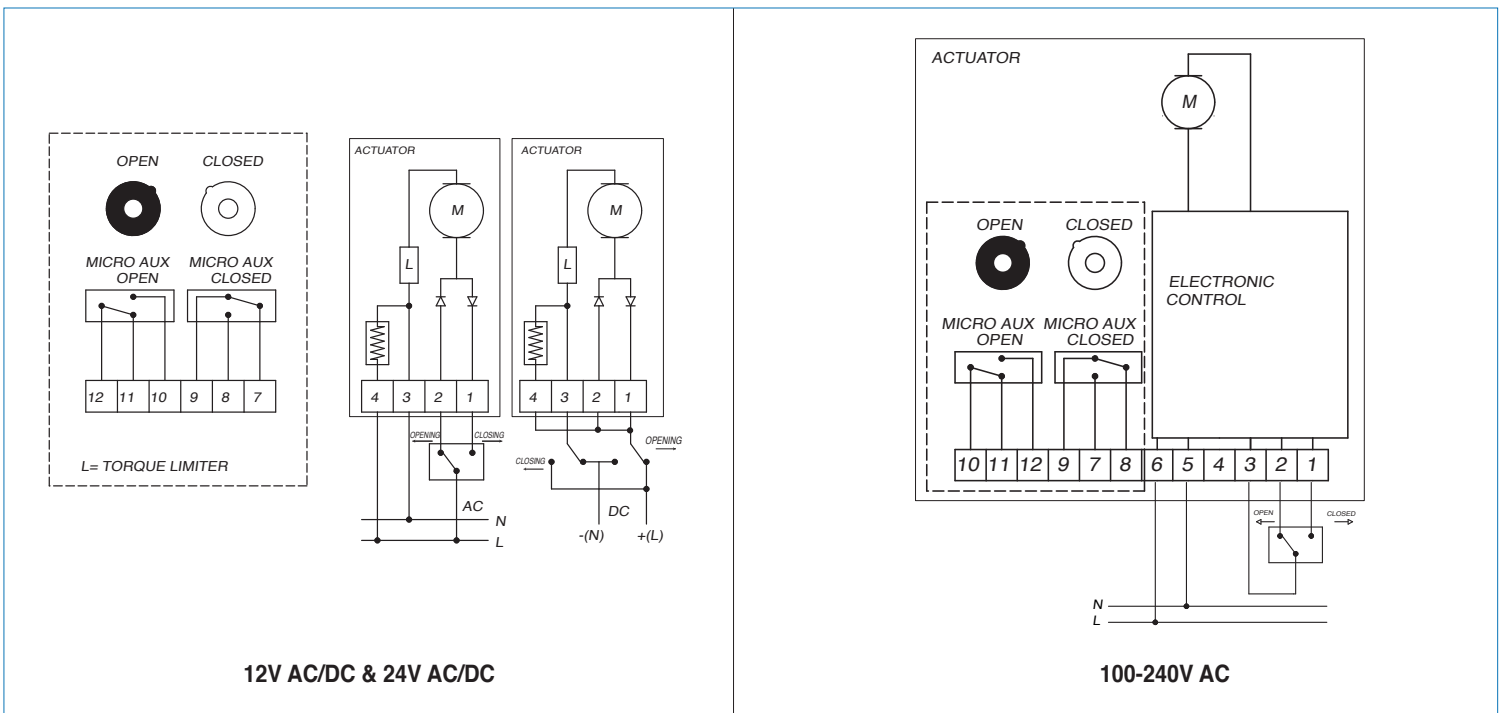 OPEN CLOSED
MICRO AUX OPEN
MICRO AUX CLOSED
12 11 10 9 8 7
L= TORQUE LIMITER
ACTUATOR
M
L
4 3 2 1
OPENING CLOSING
AC
N
L
ACTUATOR
M
L
4 3 2 1
OPENING
CLOSING
DC
-(N) +(L)
12V AC/DC & 24V AC/DC
ACTUATOR
M
OPEN CLOSED
MICRO AUX OPEN
MICRO AUX CLOSED
ELECTRONIC
CONTROL
10 11 12 9 7 8 6 5 4 3 2 1
OPEN CLOSED
N
L
100-240V AC